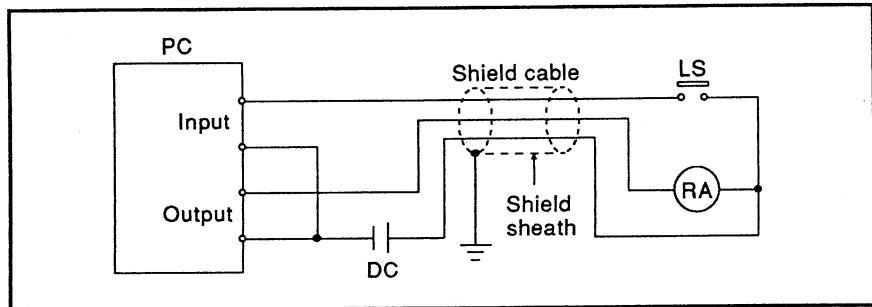 PC
Shield cable
LS
Input
RA
Output
Shield
sheath
DC